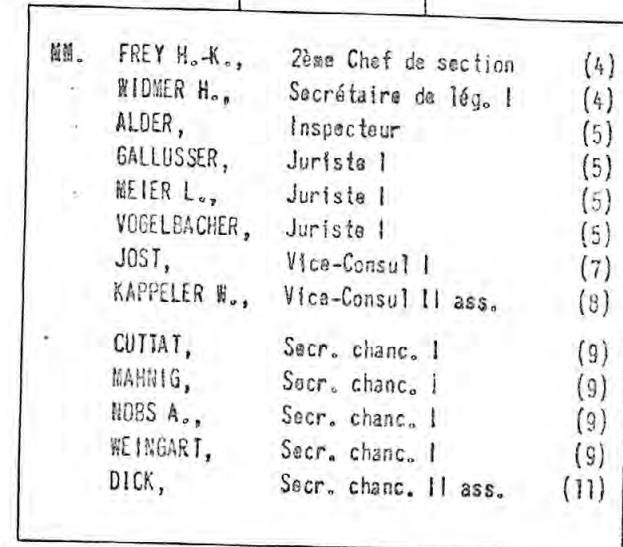 MM. FREY H.-K., 2ème Chef de section (4)
WIDMER H., Secrétaire de lég. I (4)
ALDER, Inspecteur (5)
GALLUSSER, Juriste I (5)
MEIER L., Juriste I (5)
VOGELBACHER, Juriste I (5)
JOST, Vice-Consul I (7)
KAPPELER W., Vice-Consul II ass. (8)
CUTTAT, Secr. chanc. I (9)
MAHNIG, Secr. chanc. I (9)
NOBS A., Secr. chanc. I (9)
WEINGART, Secr. chanc. I (9)
DICK, Secr. chanc. II ass. (11)